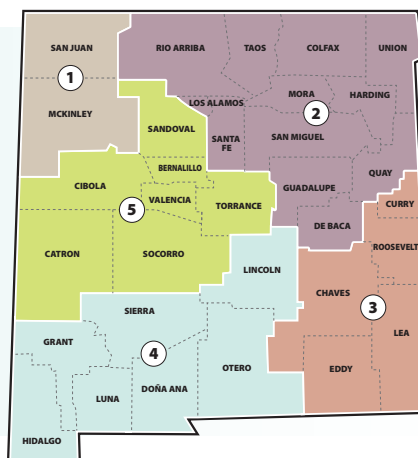 SAN JUAN
RIO ARRIBA
TAOS
COLFAX
UNION
1
MCKINLEY
LOS ALAMOS
MORA
HARDING
2
SANDOVAL
SANTA
FE
SAN MIGUEL
BERNALILLO
QUAY
CIBOLA
GUADALUPE
VALENCIA
TORRANCE
CURRY
5
DE BACA
ROOSEVELT
CATRON
SOCORRO
LINCOLN
CHAVES
SIERRA
3
LEA
GRANT
4
OTERO
EDDY
DOÑA ANA
LUNA
HIDALGO